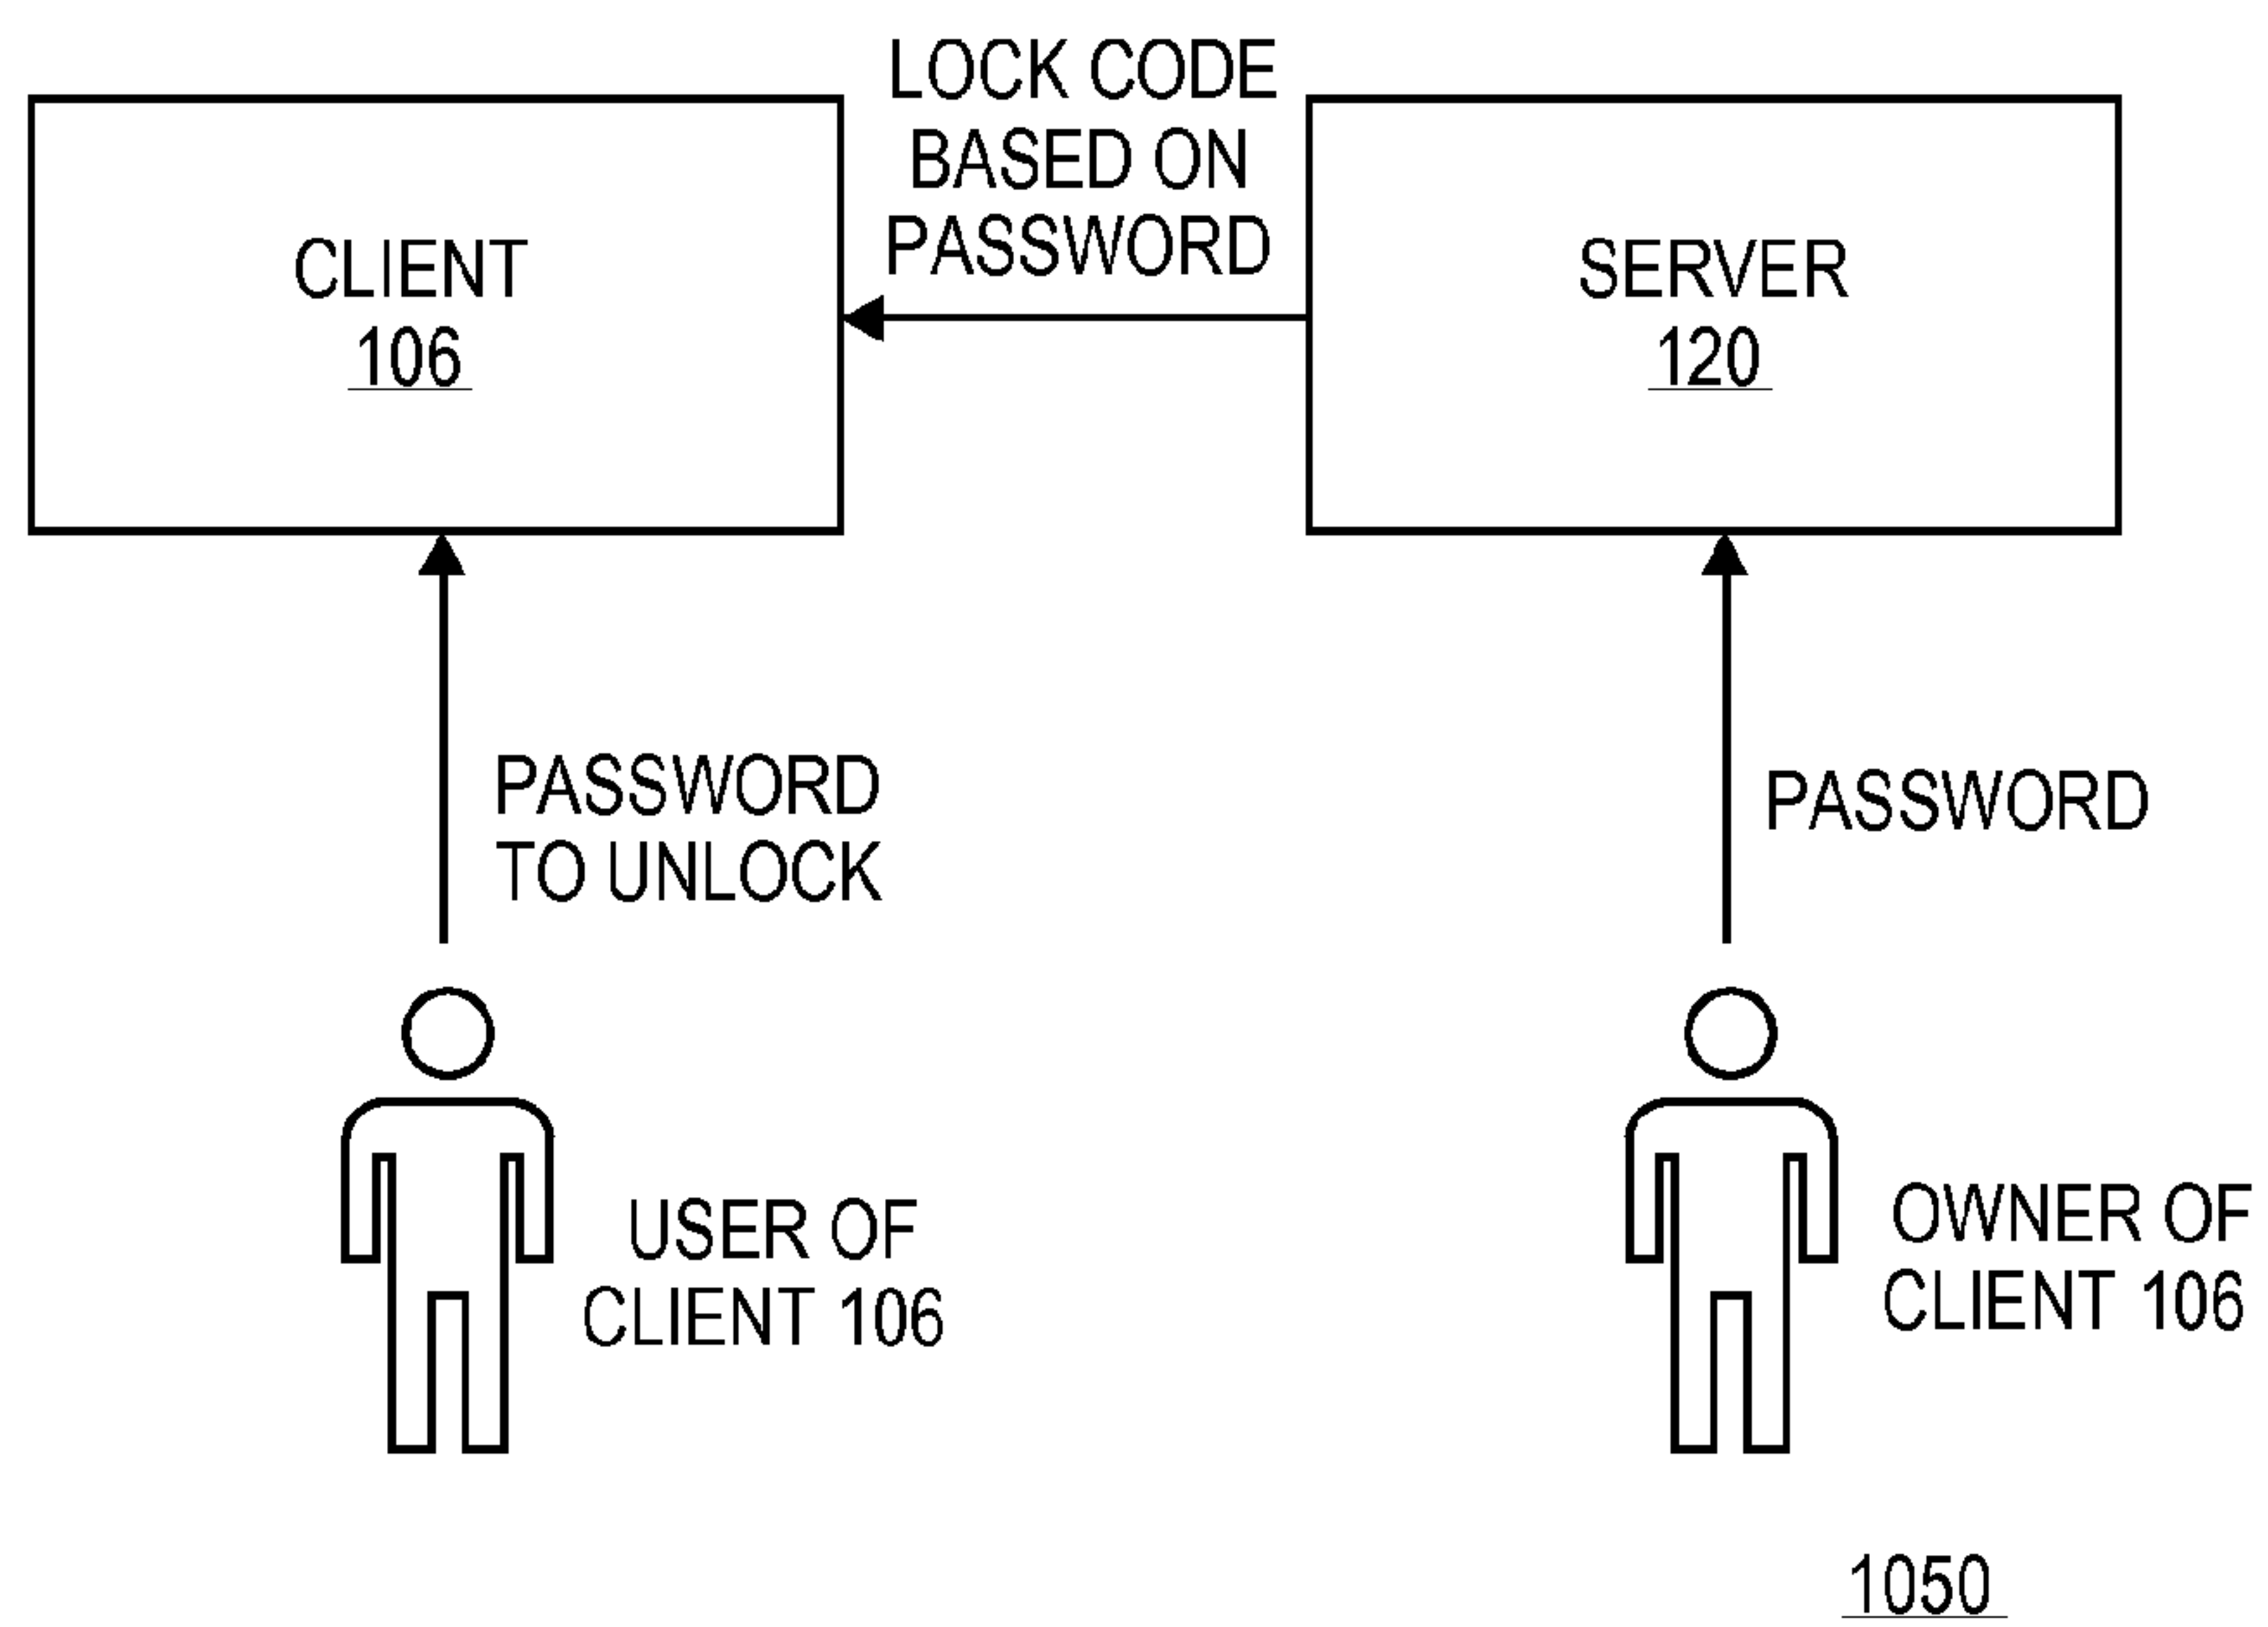 LOCK CODE
BASED ON
PASSWORD
CLIENT
106
SERVER
120
PASSWORD
TO UNLOCK
PASSWORD
USER OF
CLIENT 106
OWNER OF
CLIENT 106
1050